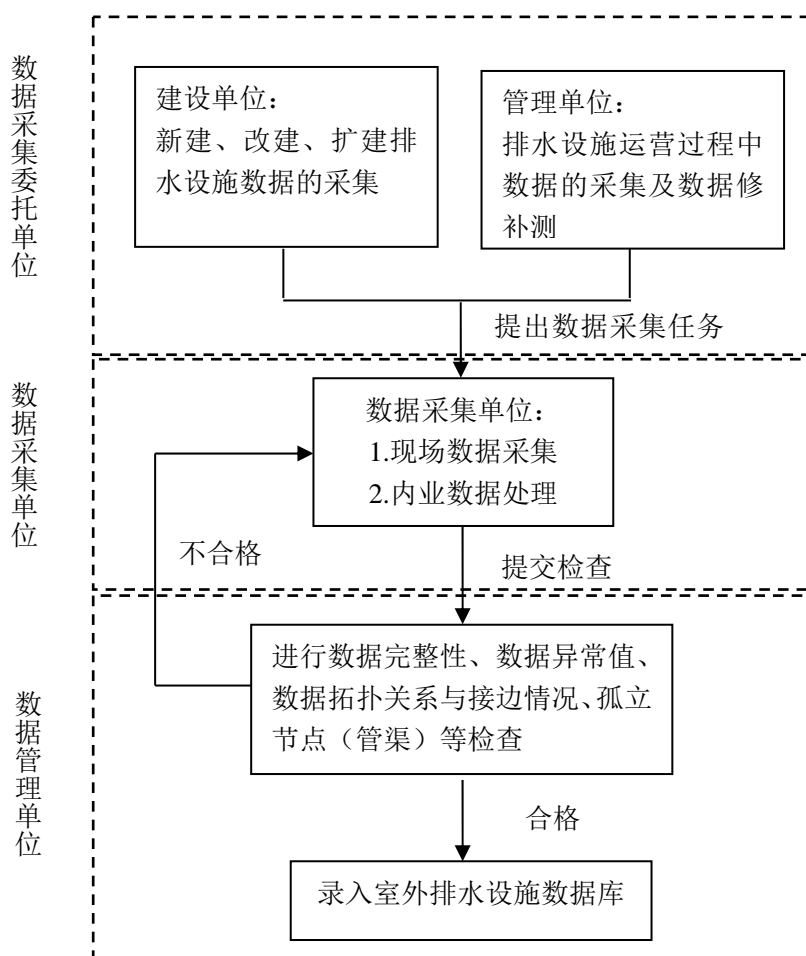 数据采集委托单位
建设单位：
新建、改建、扩建排
水设施数据的采集
管理单位：
排水设施运营过程中
数据的采集及数据修
补测
提出数据采集任务
数据采集单位
数据采集单位：
1.现场数据采集
2.内业数据处理
不合格
提交检查
数据管理单位
进行数据完整性、数据异常值、
数据拓扑关系与接边情况、孤立
节点（管渠）等检查
合格
录入室外排水设施数据库